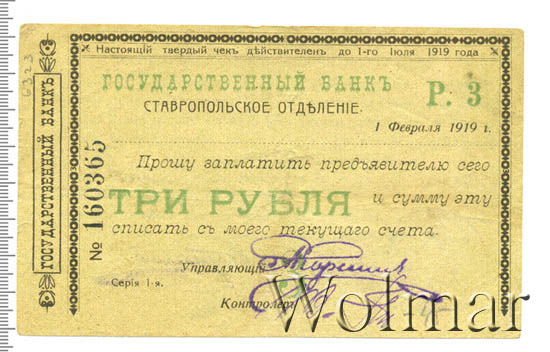 Настоящій твердый чекъ дѣйствителенъ до 1-го Іюля 1919 года
ГОСУДАРСТВЕННЫЙ БАНКЪ
ГОСУДАРСТВЕННЫЙ БАНКЪ
СТАВРОПОЛЬСКОЕ ОТДѢЛЕНІЕ.
Р. 3
1 Февраля 1919 г.
№ 160365
Прошу заплатить предъявителю сего
ТРИ РУБЛЯ и сумму эту
списать съ моего текущаго счета.
Управляющій
Серія 1-я.
Контролеръ
Wolmar